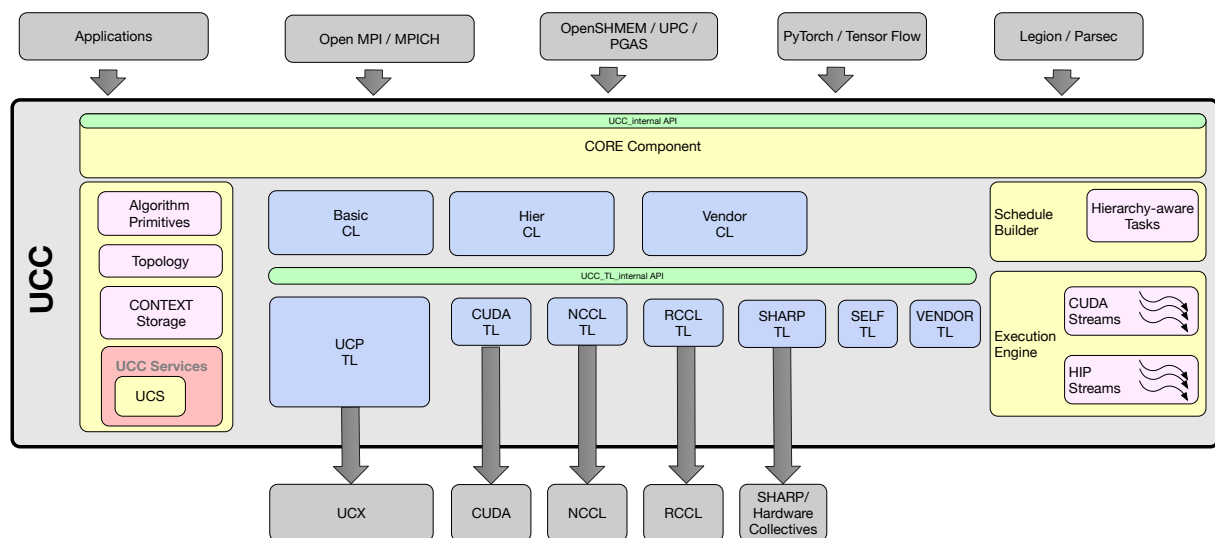 Applications
Open MPI / MPICH
OpenSHMEM / UPC /
PGAS
PyTorch / Tensor Flow
Legion / Parsec
UCC
UCC_internal API
CORE Component
Algorithm
Primitives
Topology
CONTEXT
Storage
UCC Services
UCS
Basic
CL
Hier
CL
Vendor
CL
UCC_TL_internal API
UCP
TL
CUDA
TL
NCCL
TL
RCCL
TL
SHARP
TL
SELF
TL
VENDOR
TL
Schedule
Builder
Hierarchy-aware
Tasks
Execution
Engine
CUDA
Streams
HIP
Streams
UCX
CUDA
NCCL
RCCL
SHARP/
Hardware
Collectives